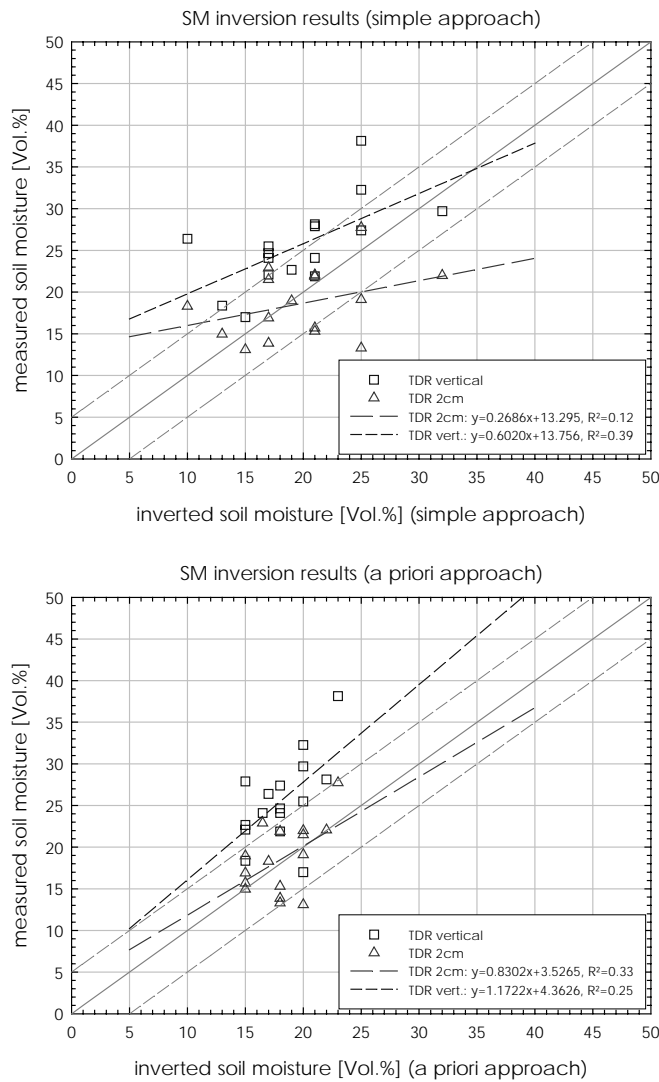 SM inversion results (simple approach)
50
45
40
35
30
25
20
15
10
5
0
measured soil moisture [Vol.%]
TDR vertical
TDR 2cm
TDR 2cm: y=0.2686x+13.295, R²=0.12
TDR vert.: y=0.6020x+13.756, R²=0.39
0 5 10 15 20 25 30 35 40 45 50
inverted soil moisture [Vol.%] (simple approach)
SM inversion results (a priori approach)
50
45
40
35
30
25
20
15
10
5
0
measured soil moisture [Vol.%]
TDR vertical
TDR 2cm
TDR 2cm: y=0.8302x+3.5265, R²=0.33
TDR vert.: y=1.1722x+4.3626, R²=0.25
0 5 10 15 20 25 30 35 40 45 50
inverted soil moisture [Vol.%] (a priori approach)